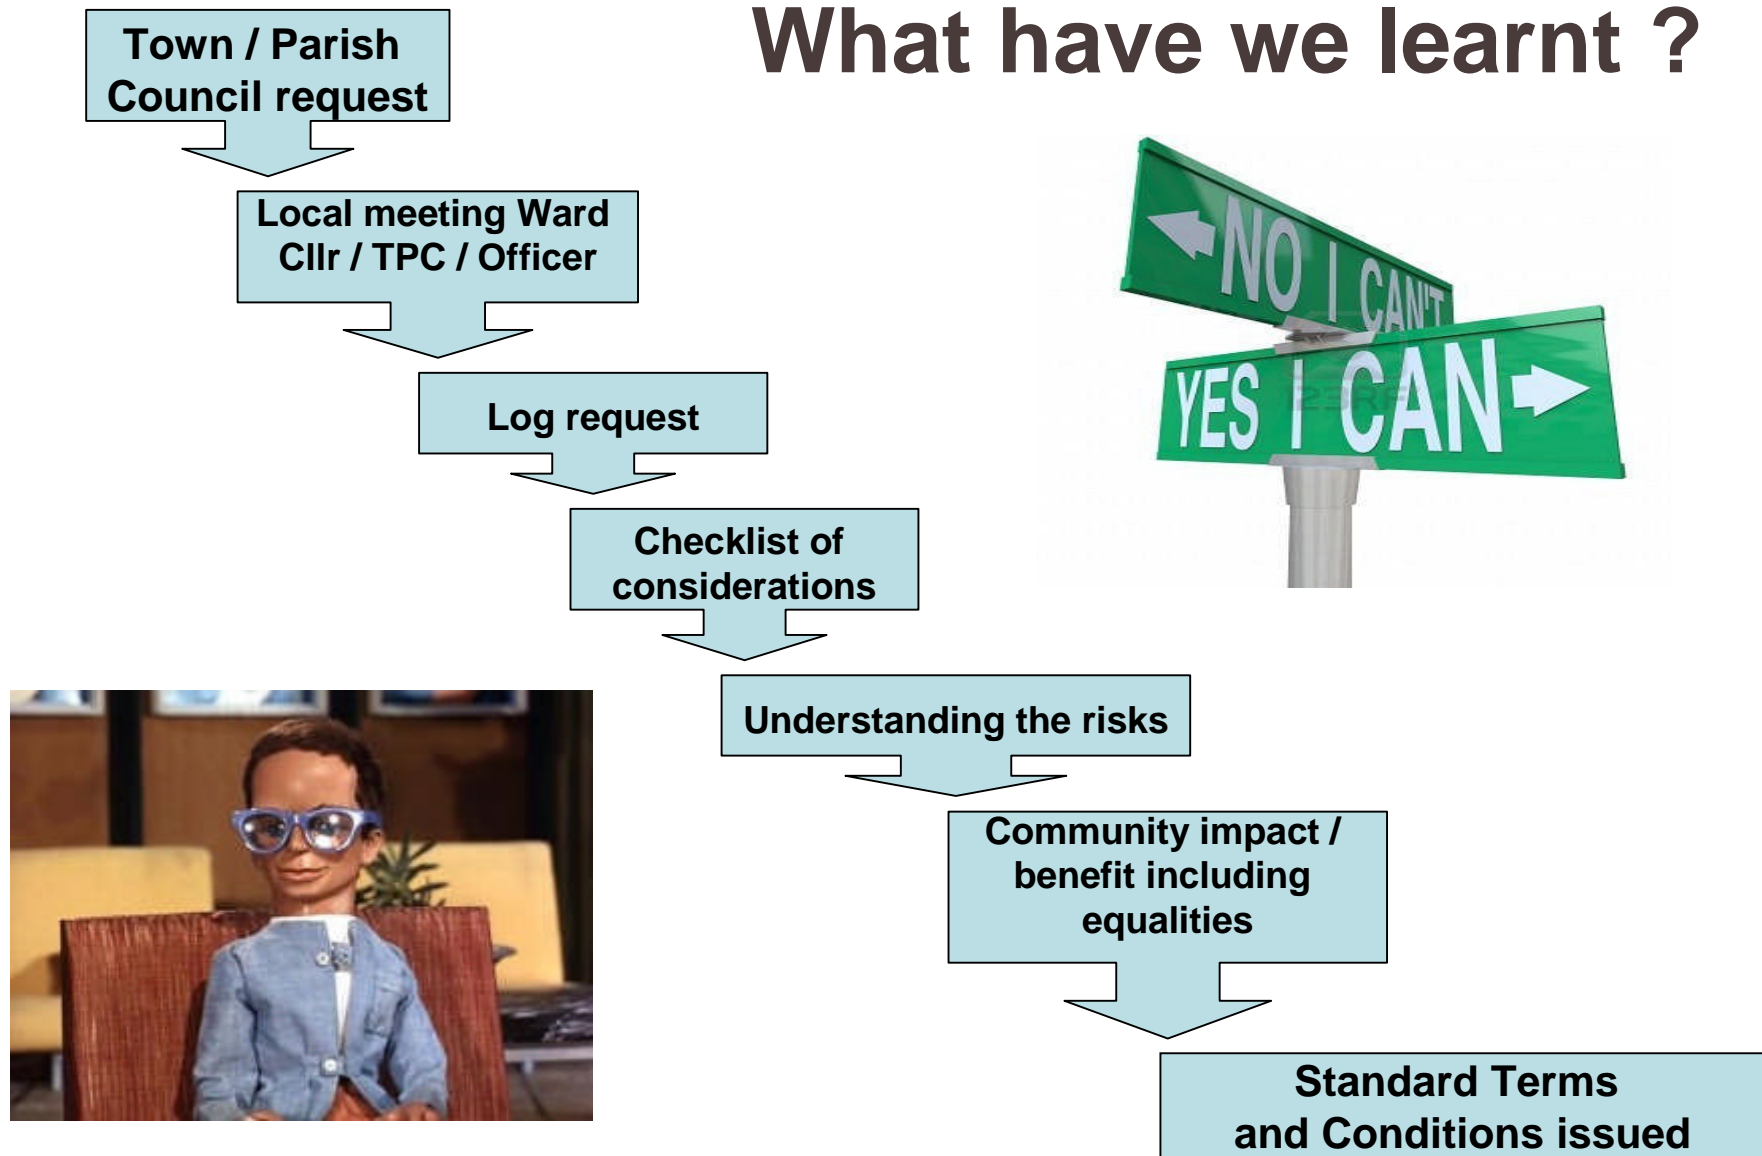 What have we learnt ?
Town / Parish
Council request
Local meeting Ward
Cllr / TPC / Officer
Log request
Checklist of
considerations
Understanding the risks
Community impact /
benefit including
equalities
Standard Terms
and Conditions issued
NO I CAN'T
YES I CAN
123RF